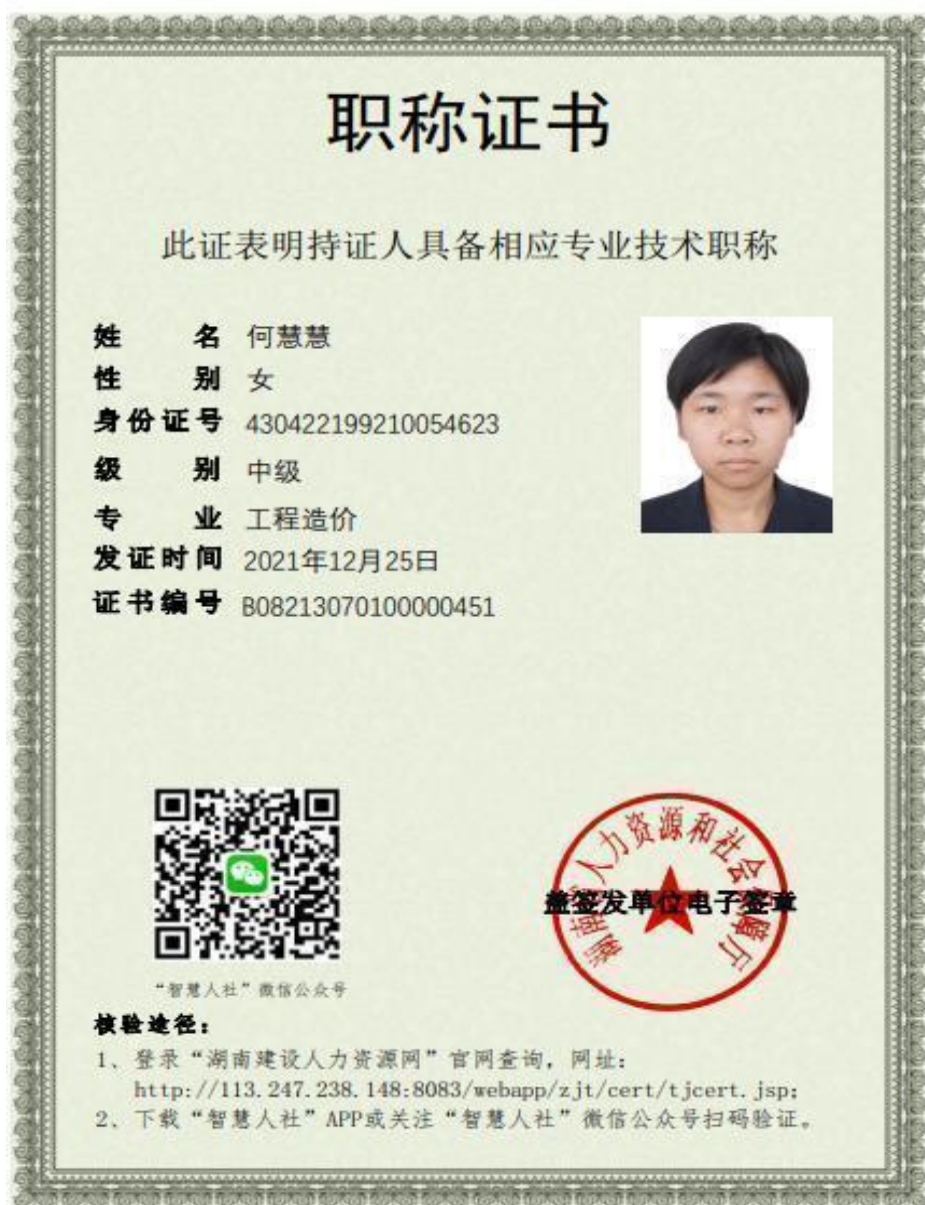 职称证书
此证表明持证人具备相应专业技术职称
姓名 何慧慧
性别 女
身份证号 430422199210054623
级别 中级
专业 工程造价
发证时间 2021年12月25日
证书编号 B08213070100000451
湖南省人力资源和社会保障厅
盖签发单位电子签章
“智慧人社”微信公众号
核验途径：
1、登录“湖南建设人力资源网”官网查询，网址：
http://113.247.238.148:8083/webapp/zjt/cert/tjcert.jsp;
2、下载“智慧人社”APP或关注“智慧人社”微信公众号扫码验证。